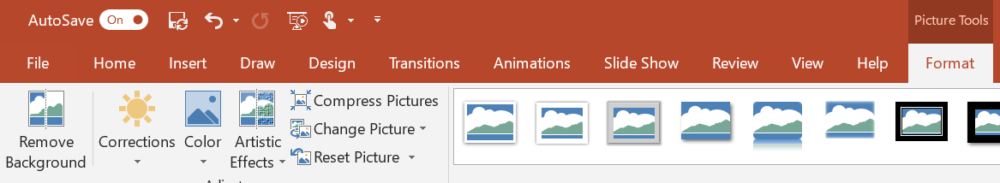 AutoSave On
Picture Tools
File Home Insert Draw Design Transitions Animations Slide Show Review View Help Format
Remove Background
Corrections
Color
Artistic Effects
Compress Pictures
Change Picture
Reset Picture